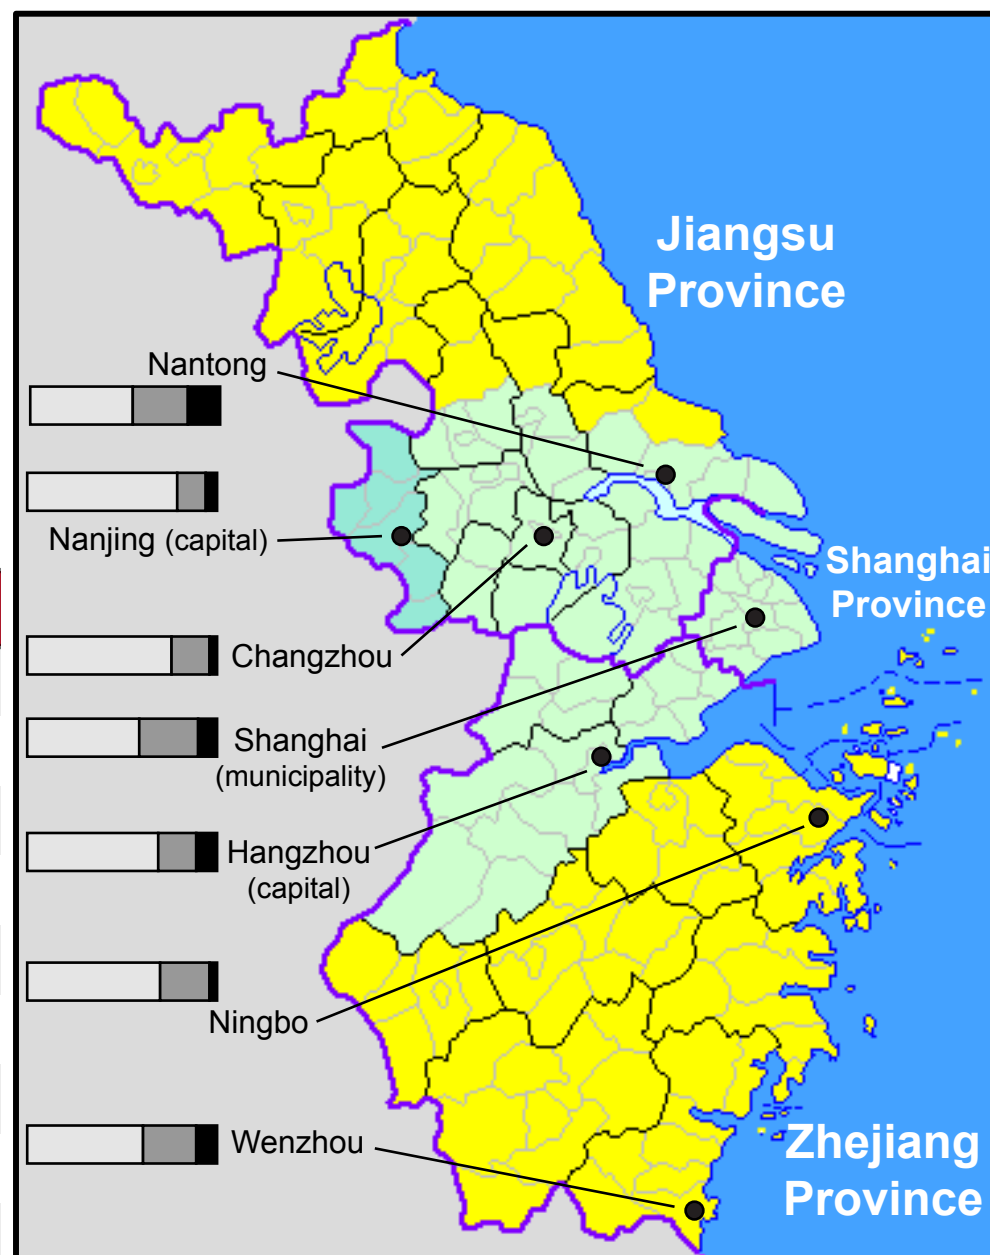 Jiangsu
Province
Nantong
Nanjing (capital)
Shanghai
Province
Changzhou
Shanghai
(municipality)
Hangzhou
(capital)
Ningbo
Wenzhou
Zhejiang
Province